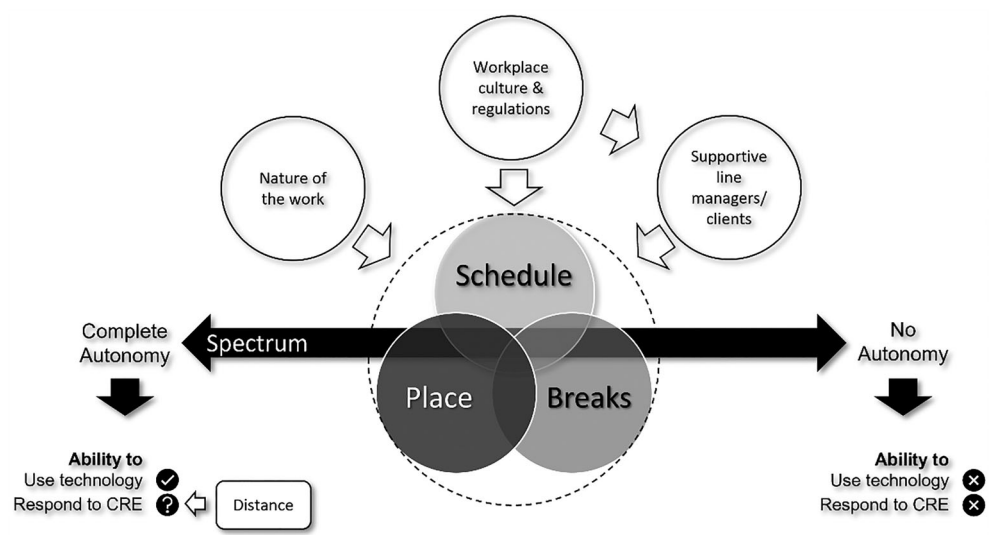 Workplace
culture &
regulations
Nature of
the work
Supportive
line
managers/
clients
Schedule
Complete
Autonomy
Spectrum
No
Autonomy
Place
Breaks
Ability to
Use technology
Respond to CRE ?
Distance
Ability to
Use technology
Respond to CRE